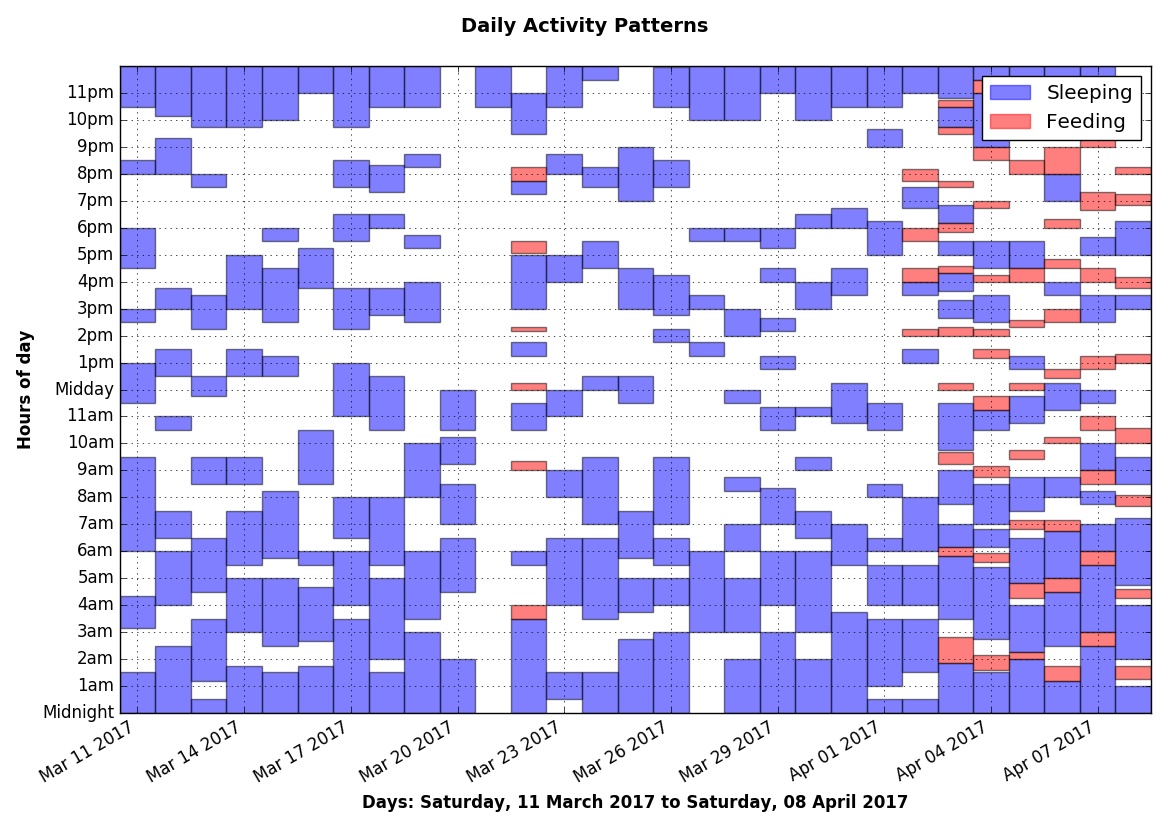 Daily Activity Patterns
Sleeping
Feeding
11pm
10pm
9pm
8pm
7pm
6pm
5pm
4pm
3pm
2pm
1pm
Midday
11am
10am
9am
8am
7am
6am
5am
4am
3am
2am
1am
Midnight
Hours of day
Mar 11 2017
Mar 14 2017
Mar 17 2017
Mar 20 2017
Mar 23 2017
Mar 26 2017
Mar 29 2017
Apr 01 2017
Apr 04 2017
Apr 07 2017
Days: Saturday, 11 March 2017 to Saturday, 08 April 2017